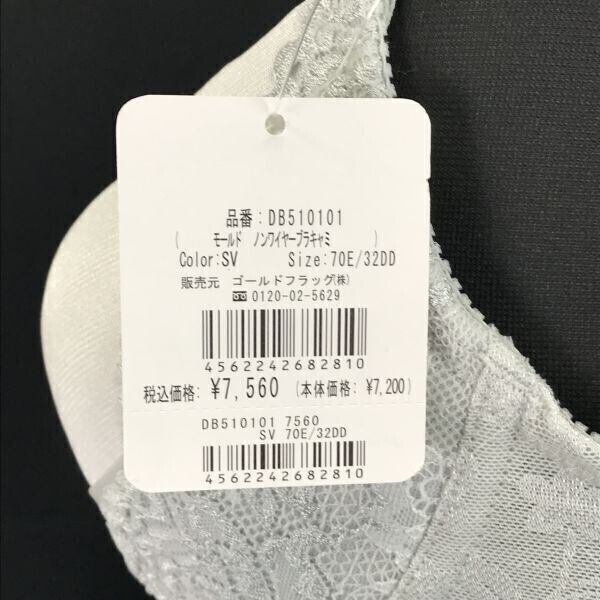 品番:DB510101
( モールド ノンワイヤーブラキャミ )
Color:SV Size:70E/32DD
販売元 ゴールドフラッグ(株)
0120-02-5629
4562242682810
税込価格: ¥7,560 (本体価格: ¥7,200)
DB510101 7560
SV 70E/32DD
4562242682810